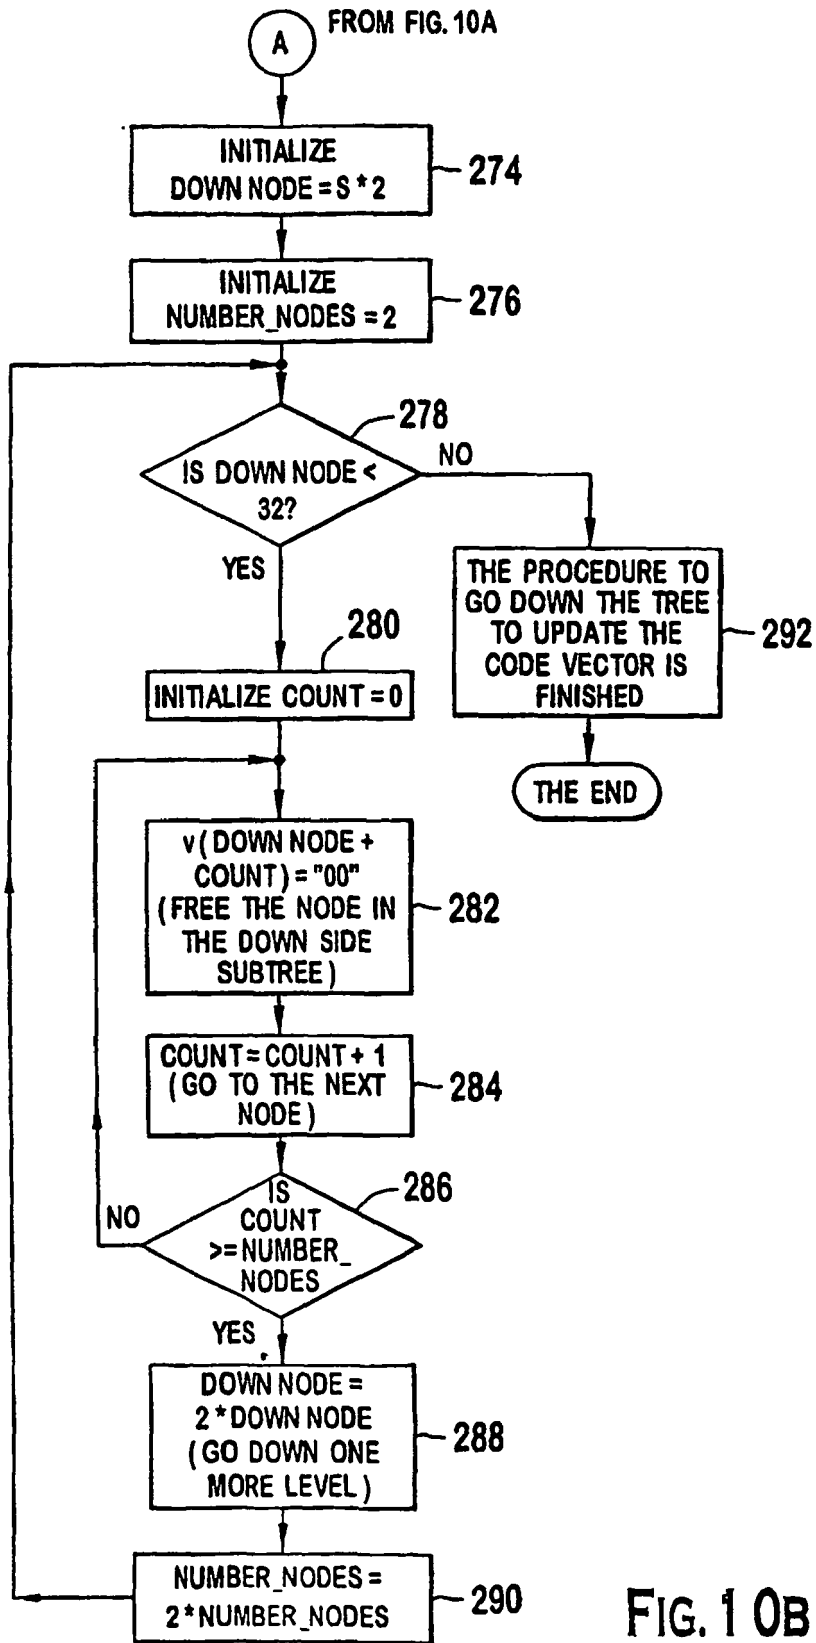 A
FROM FIG. 10A
INITIALIZE
DOWN NODE = S * 2
274
INITIALIZE
NUMBER_NODES = 2
276
278
IS DOWN NODE <
32?
NO
YES
THE PROCEDURE TO
GO DOWN THE TREE
TO UPDATE THE
CODE VECTOR IS
FINISHED
292
THE END
280
INITIALIZE COUNT = 0
v(DOWN NODE +
COUNT) = "00"
(FREE THE NODE IN
THE DOWN SIDE
SUBTREE)
282
COUNT = COUNT + 1
(GO TO THE NEXT
NODE)
284
286
IS
COUNT
>=NUMBER_
NODES
NO
YES
DOWN NODE =
2 * DOWN NODE
(GO DOWN ONE
MORE LEVEL)
288
NUMBER_NODES =
2*NUMBER_NODES
290
FIG. 10B